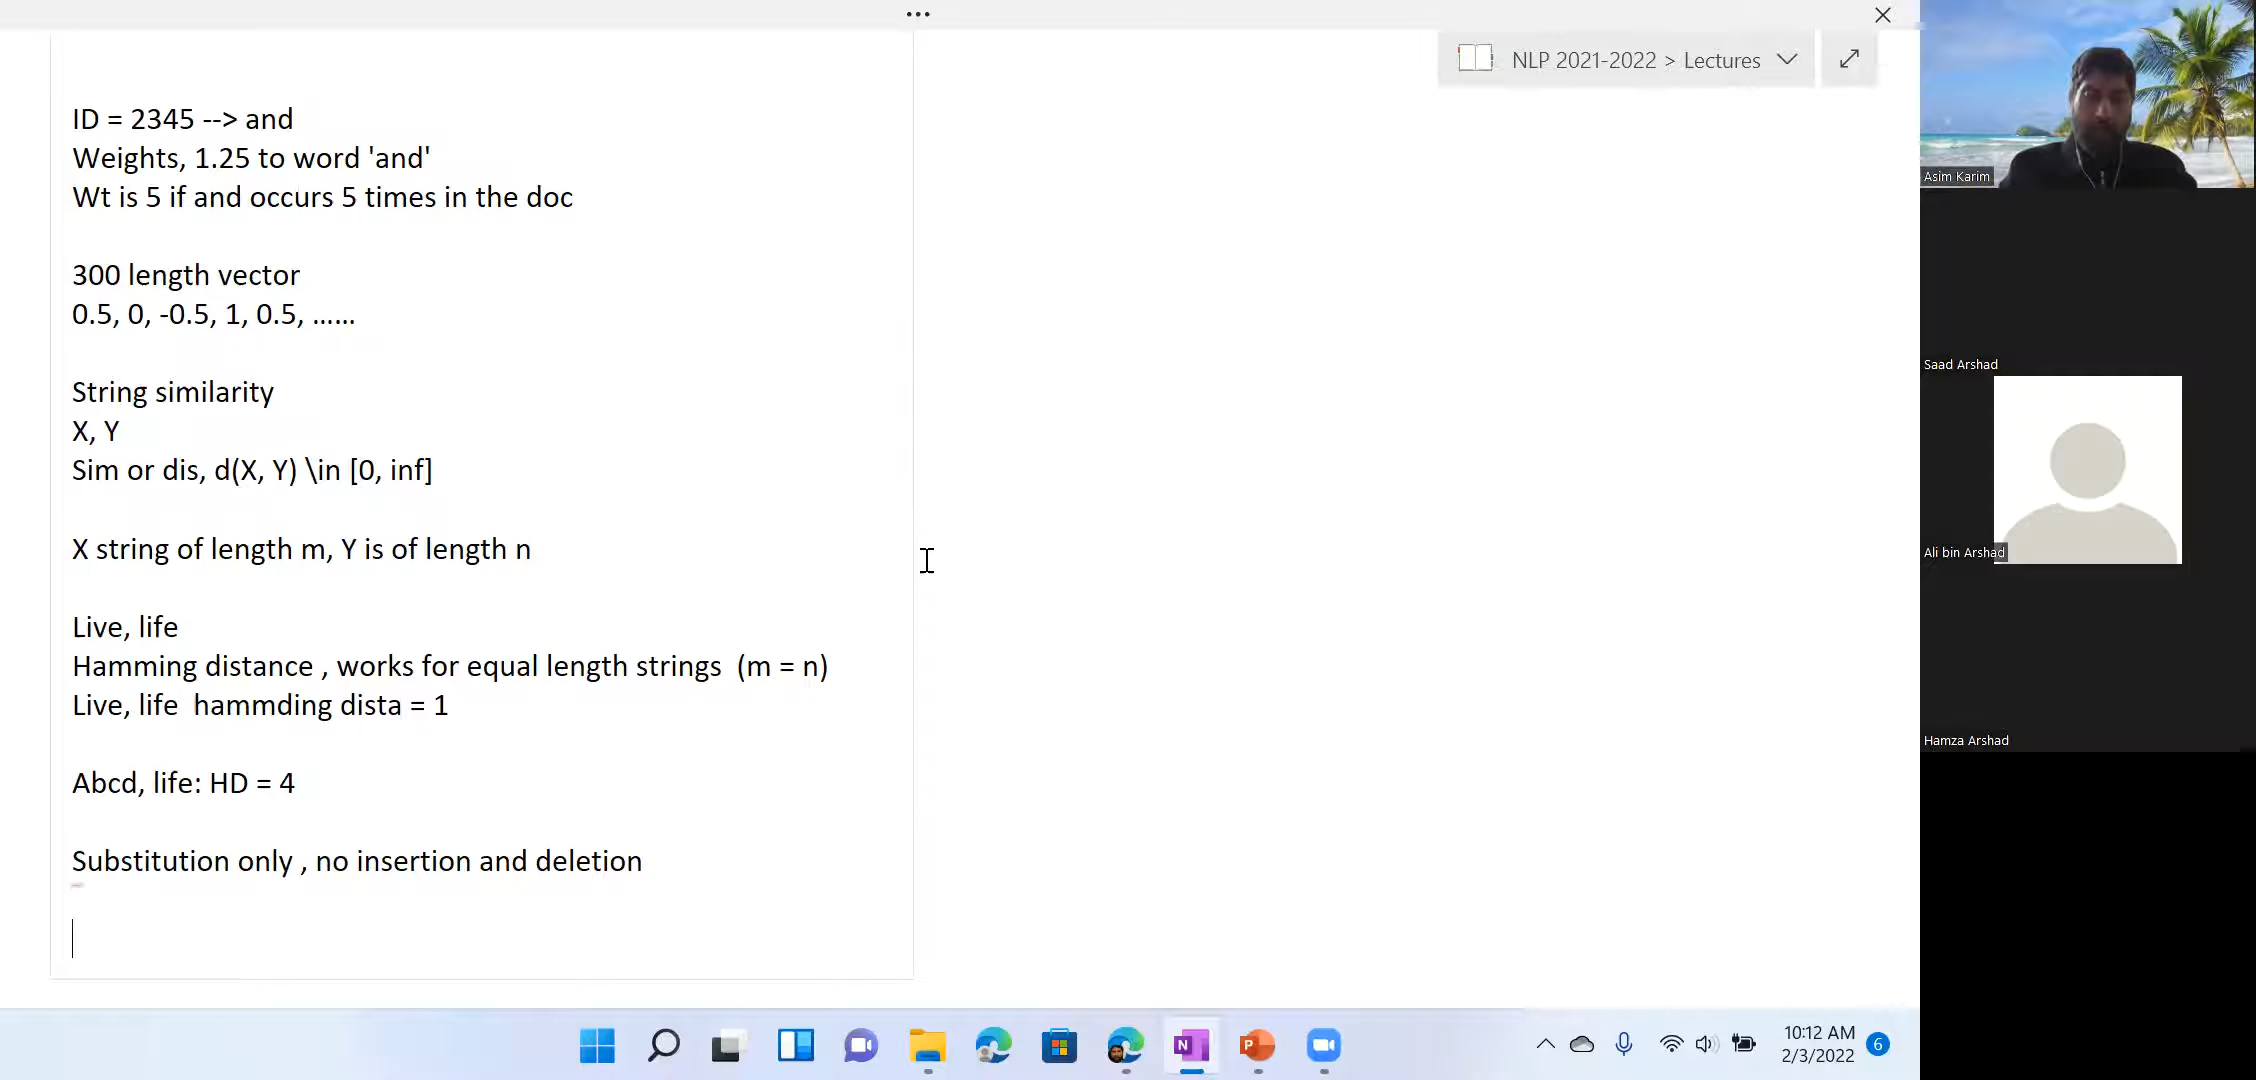 NLP 2021-2022 > Lectures
ID = 2345 --> and
Weights, 1.25 to word 'and'
Wt is 5 if and occurs 5 times in the doc
300 length vector
0.5, 0, -0.5, 1, 0.5, ......
String similarity
X, Y
Sim or dis, d(X, Y) \in [0, inf]
X string of length m, Y is of length n
Live, life
Hamming distance , works for equal length strings  (m = n)
Live, life  hammding dista = 1
Abcd, life: HD = 4
Substitution only , no insertion and deletion
Asim Karim
Saad Arshad
Ali bin Arshad
Hamza Arshad
N
P
10:12 AM
2/3/2022
6